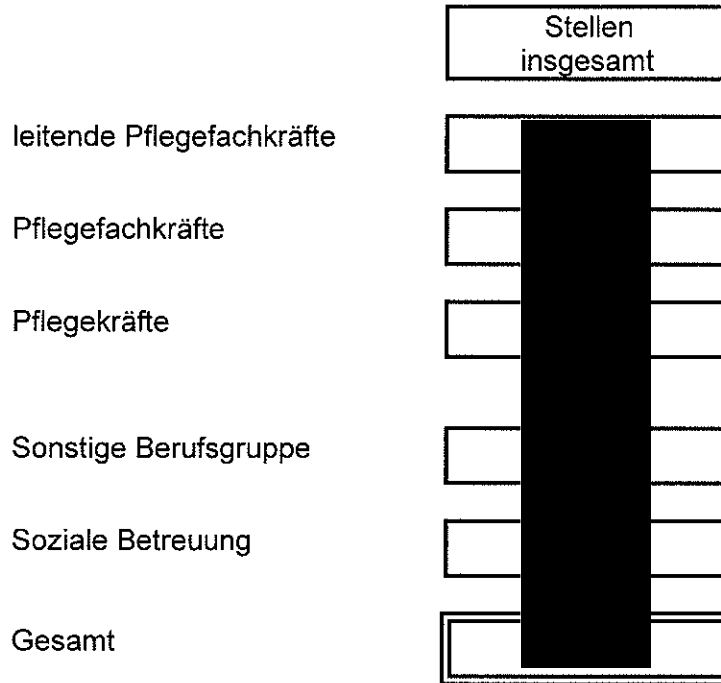 Stellen
insgesamt
leitende Pflegefachkräfte
Pflegefachkräfte
Pflegekräfte
Sonstige Berufsgruppe
Soziale Betreuung
Gesamt